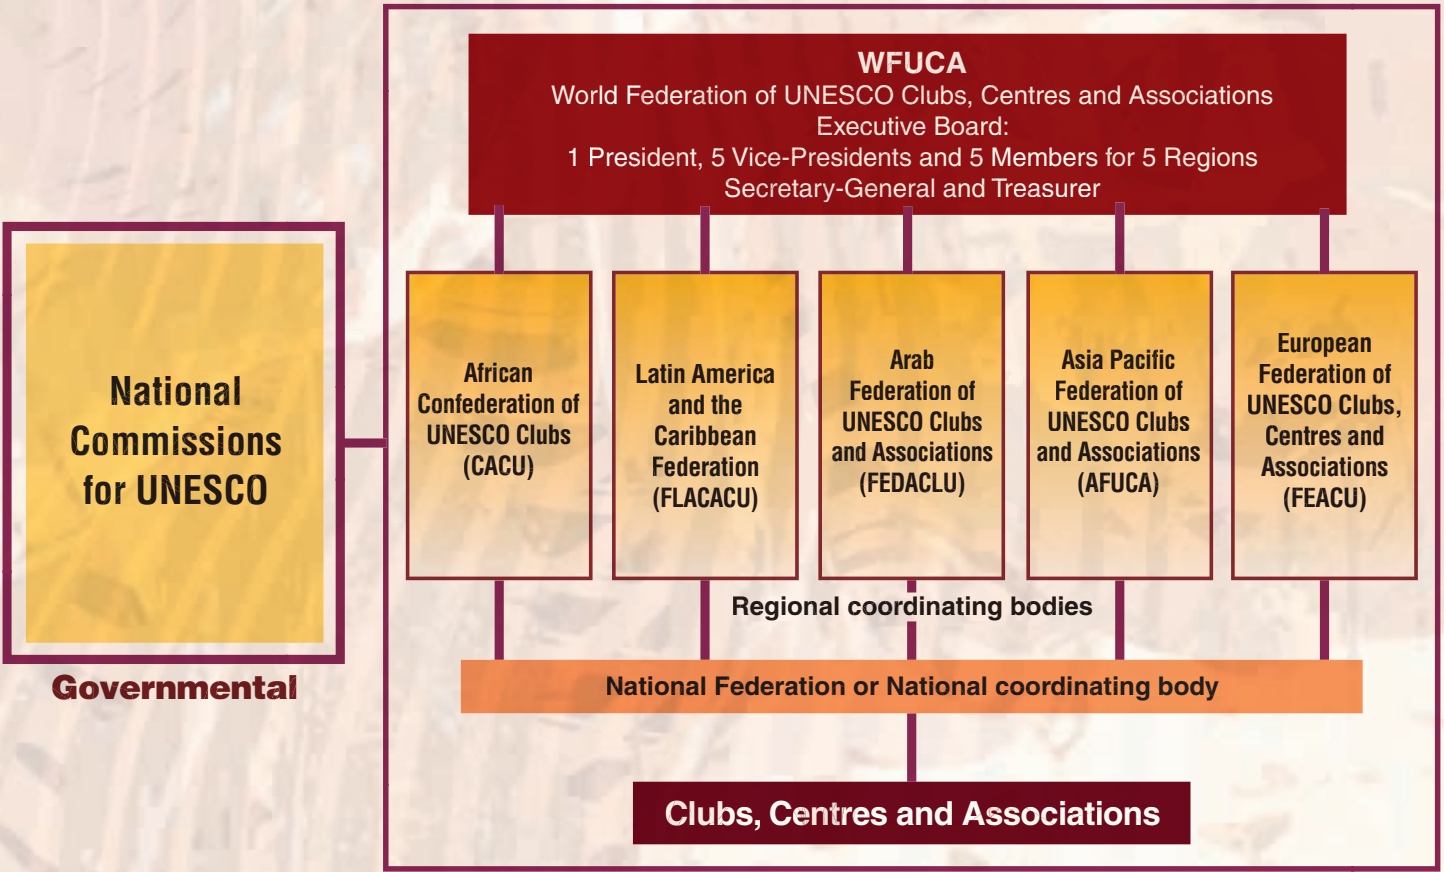 WFUCA
World Federation of UNESCO Clubs, Centres and Associations
Executive Board:
1 President, 5 Vice-Presidents and 5 Members for 5 Regions
Secretary-General and Treasurer
National
Commissions
for UNESCO
Governmental
African
Confederation of
UNESCO Clubs
(CACU)
Latin America
and the
Caribbean
Federation
(FLACACU)
Arab
Federation of
UNESCO Clubs
and Associations
(FEDACLU)
Asia Pacific
Federation of
UNESCO Clubs
and Associations
(AFUCA)
European
Federation of
UNESCO Clubs,
Centres and
Associations
(FEACU)
Regional coordinating bodies
National Federation or National coordinating body
Clubs, Centres and Associations